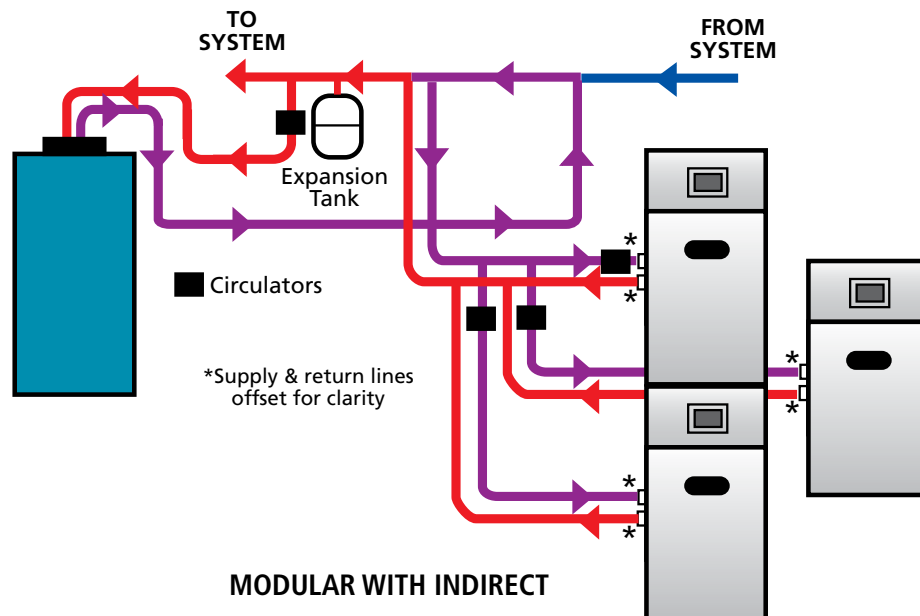 TO
SYSTEM
FROM
SYSTEM
Expansion
Tank
*
*
Circulators
*
*
*Supply & return lines
offset for clarity
*
*
MODULAR WITH INDIRECT